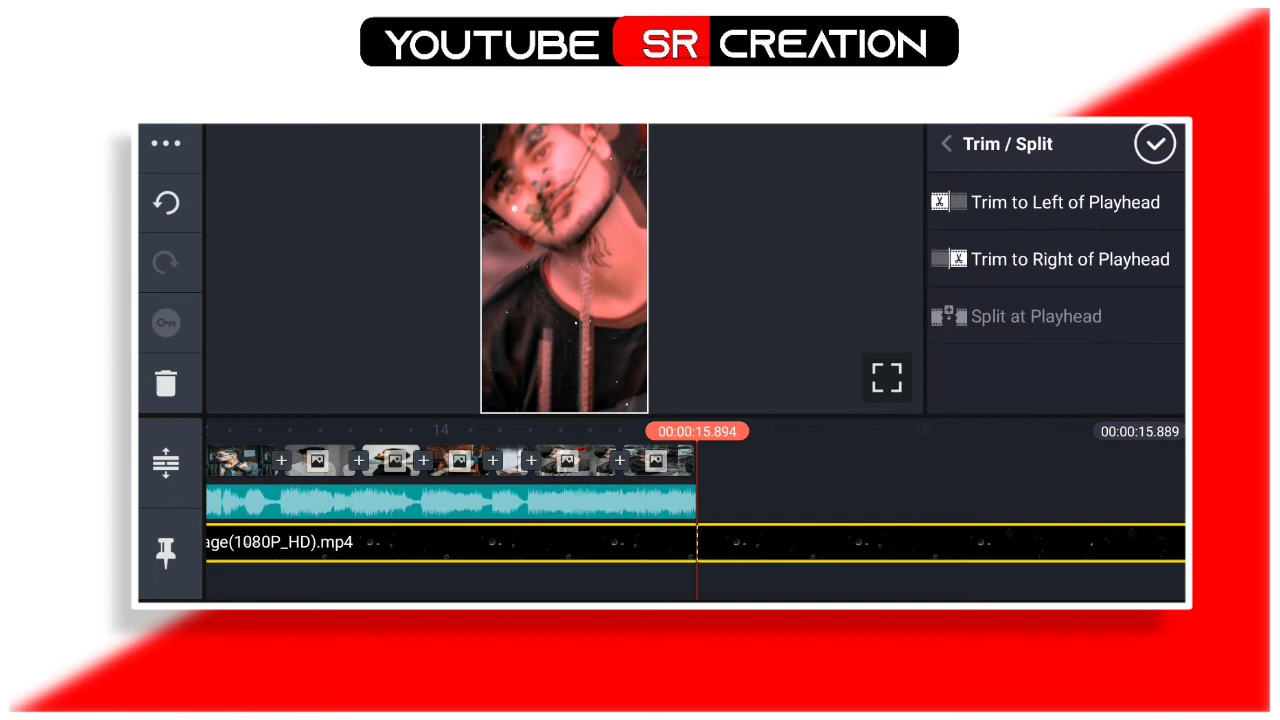 YOUTUBE SR CREATION
Trim / Split
Trim to Left of Playhead
Trim to Right of Playhead
Split at Playhead
14
00:00:15.894
18
00:00:15.889
age(1080P_HD).mp4